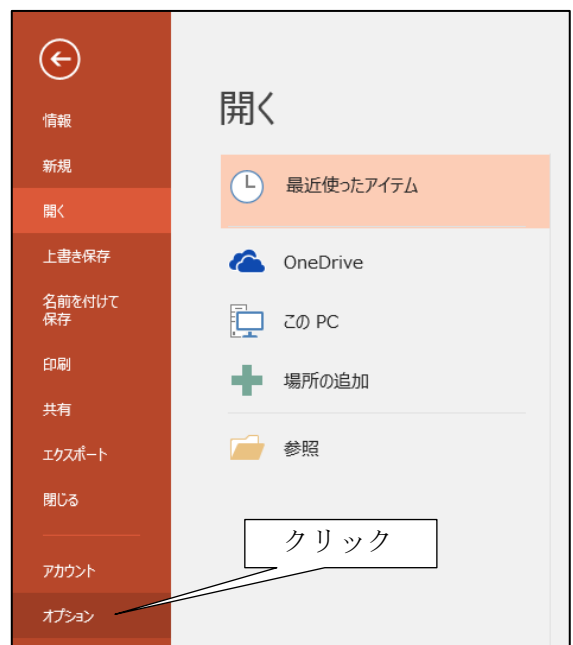 情報
新規
開く
上書き保存
名前を付けて
保存
印刷
共有
エクスポート
閉じる
アカウント
オプション
開く
最近使ったアイテム
OneDrive
この PC
場所の追加
参照
クリック